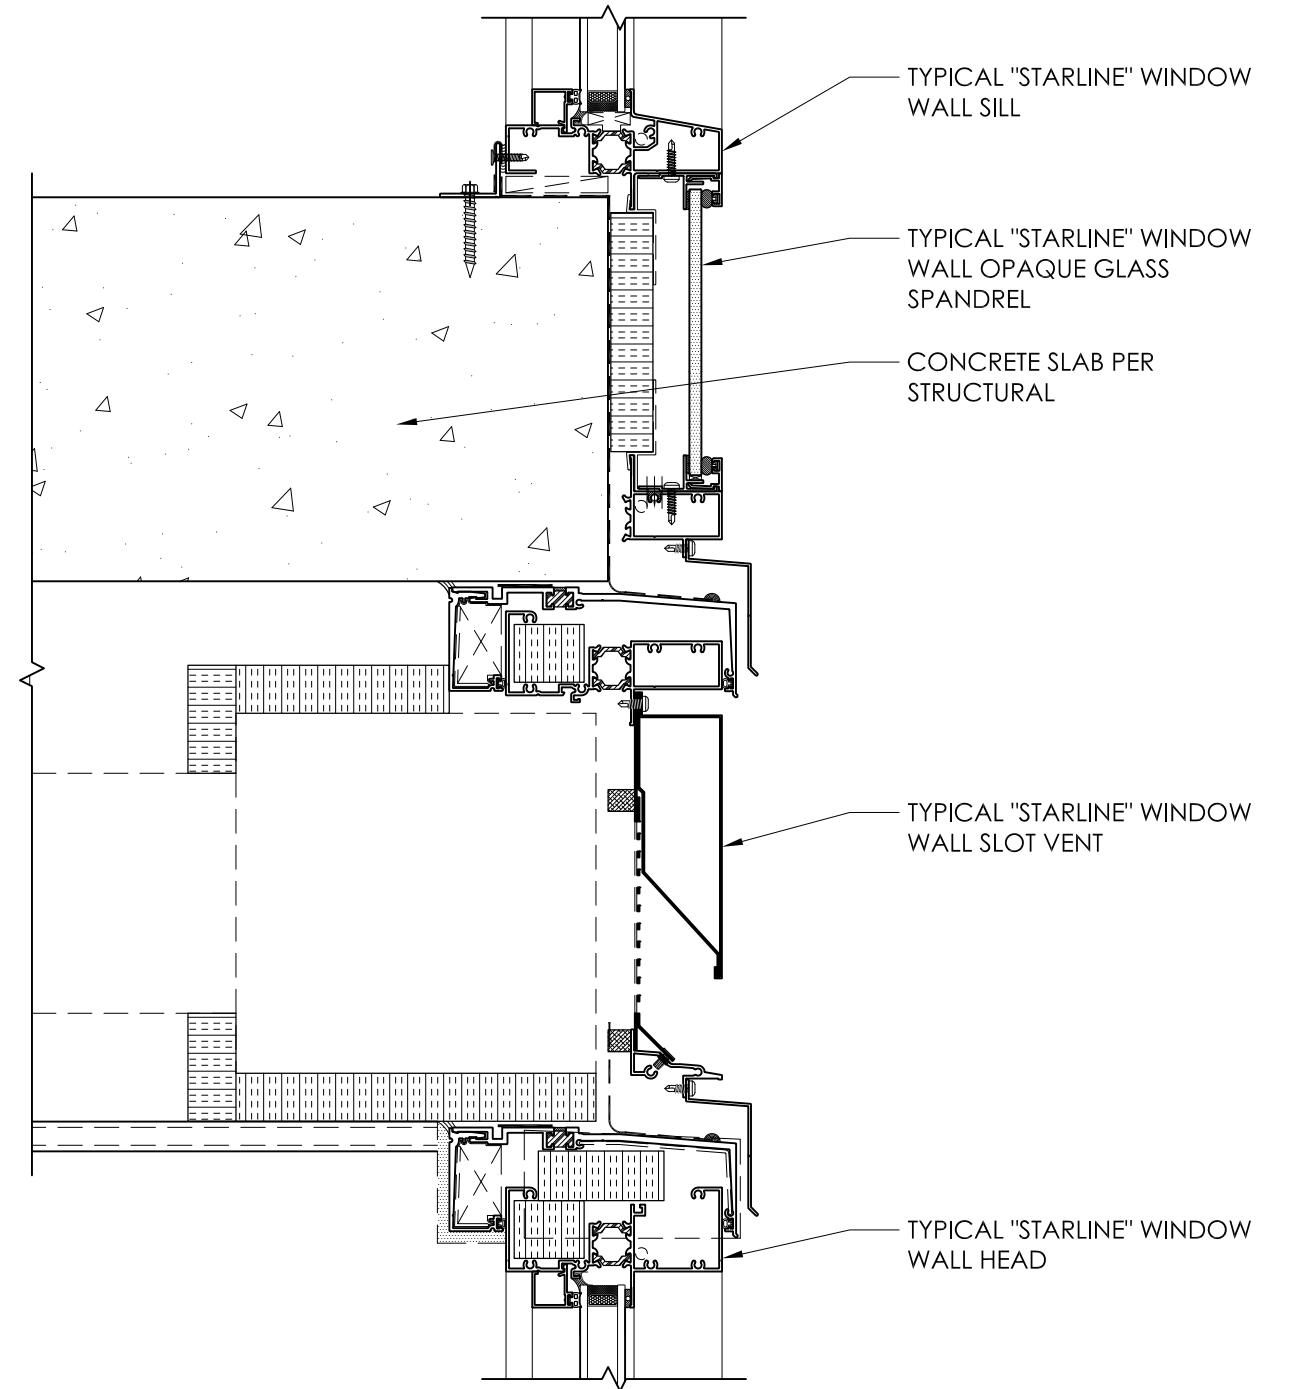 TYPICAL "STARLINE" WINDOW
WALL SILL
TYPICAL "STARLINE" WINDOW
WALL OPAQUE GLASS
SPANDREL
CONCRETE SLAB PER
STRUCTURAL
TYPICAL "STARLINE" WINDOW
WALL SLOT VENT
TYPICAL "STARLINE" WINDOW
WALL HEAD